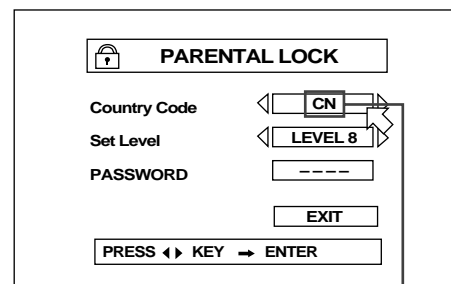 PARENTAL LOCK
Country Code CN
Set Level LEVEL 8
PASSWORD ----
EXIT
PRESS ◀ ▶ KEY → ENTER